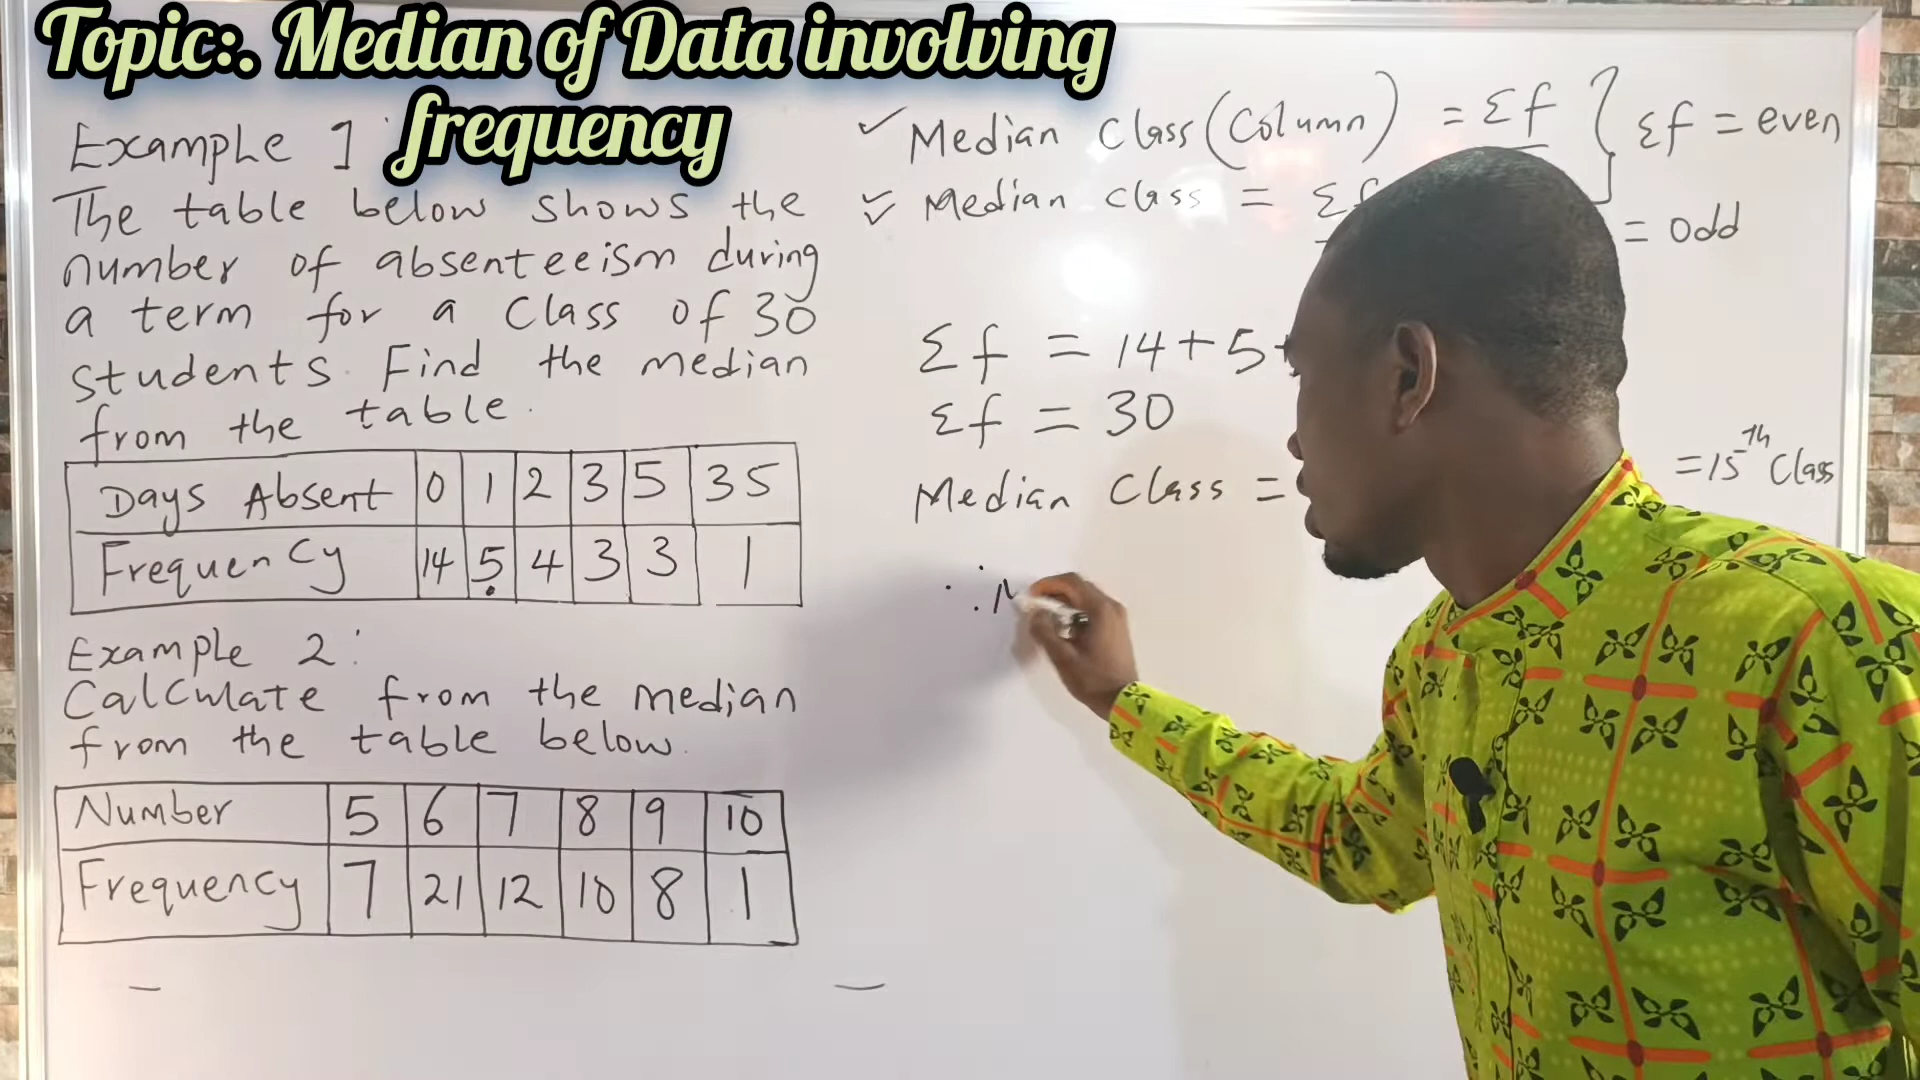 Topic:. Median of Data involving
frequency
Example 1
The table below shows the
number of absenteeism during
a term for a Class of 30
students. Find the median
from the table.
Days Absent 0 1 2 3 5 35
Frequency 14 5 4 3 3 1
Example 2:
Calculate from the median
from the table below.
Number 5 6 7 8 9 10
Frequency 7 21 12 10 8 1
✓ Median Class (Column) = Σf } Σf = even
Median class = Σf = odd
Σf = 14+5+
Σf = 30
Median Class = =15th Class
∴ M